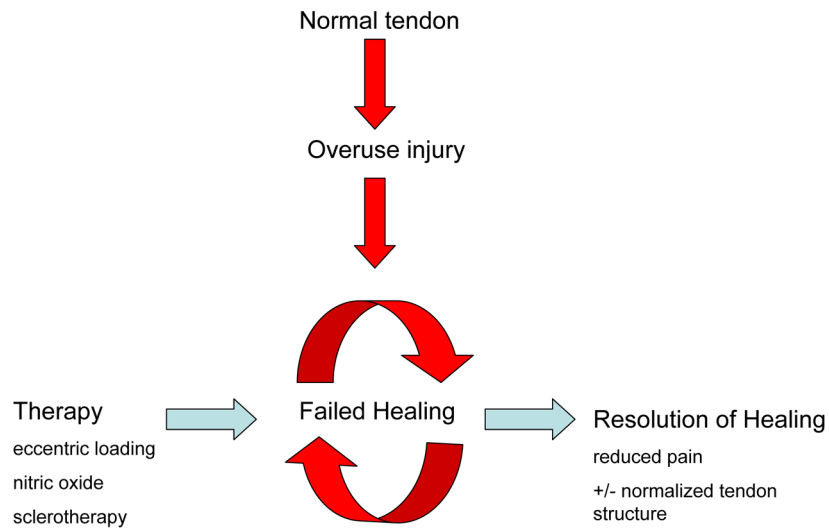 Normal tendon
Overuse injury
Therapy
eccentric loading
nitric oxide
sclerotherapy
Failed Healing
Resolution of Healing
reduced pain
+/- normalized tendon
structure